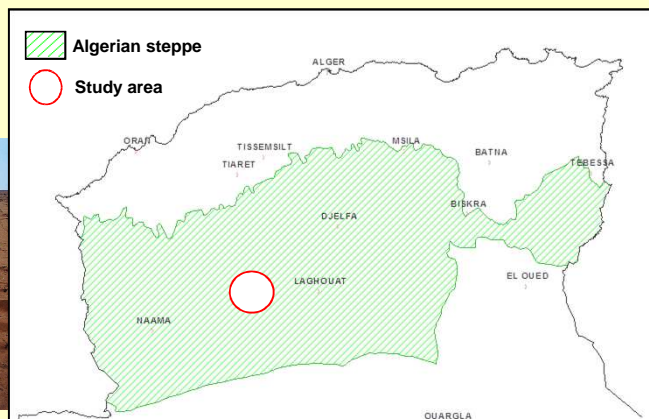 Algerian steppe
Study area
ALGER
ORAN
TISSEMSILT
MSILA
BATNA
TIARET
TEBESSA
BISKRA
DJELFA
LAGHOUAT
EL OUED
NAAMA
OUARGLA